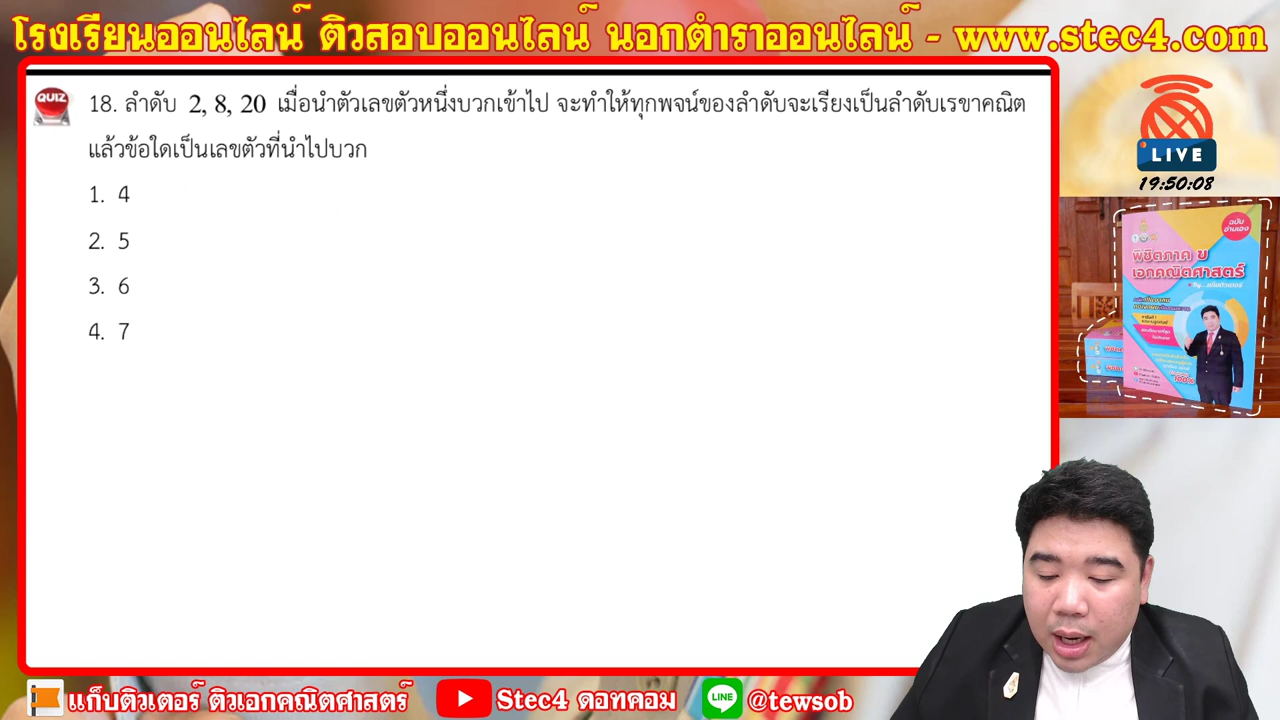 โรงเรียนออนไลน์ ติวสอบออนไลน์ นอกตำราออนไลน์ - www.stec4.com
QUIZ
18. ลำดับ 2, 8, 20 เมื่อนำตัวเลขตัวหนึ่งบวกเข้าไป จะทำให้ทุกพจน์ของลำดับจะเรียงเป็นลำดับเรขาคณิต
แล้วข้อใดเป็นเลขตัวที่นำไปบวก
1. 4
2. 5
3. 6
4. 7
LIVE
19:50:08
ฉบับ
อ่านเอง
พิชิตภาค ข
เอกคณิตศาสตร์
แก็บติวเตอร์ ติวเอกคณิตศาสตร์
Stec4 ดอทคอม
LINE
@tewsob